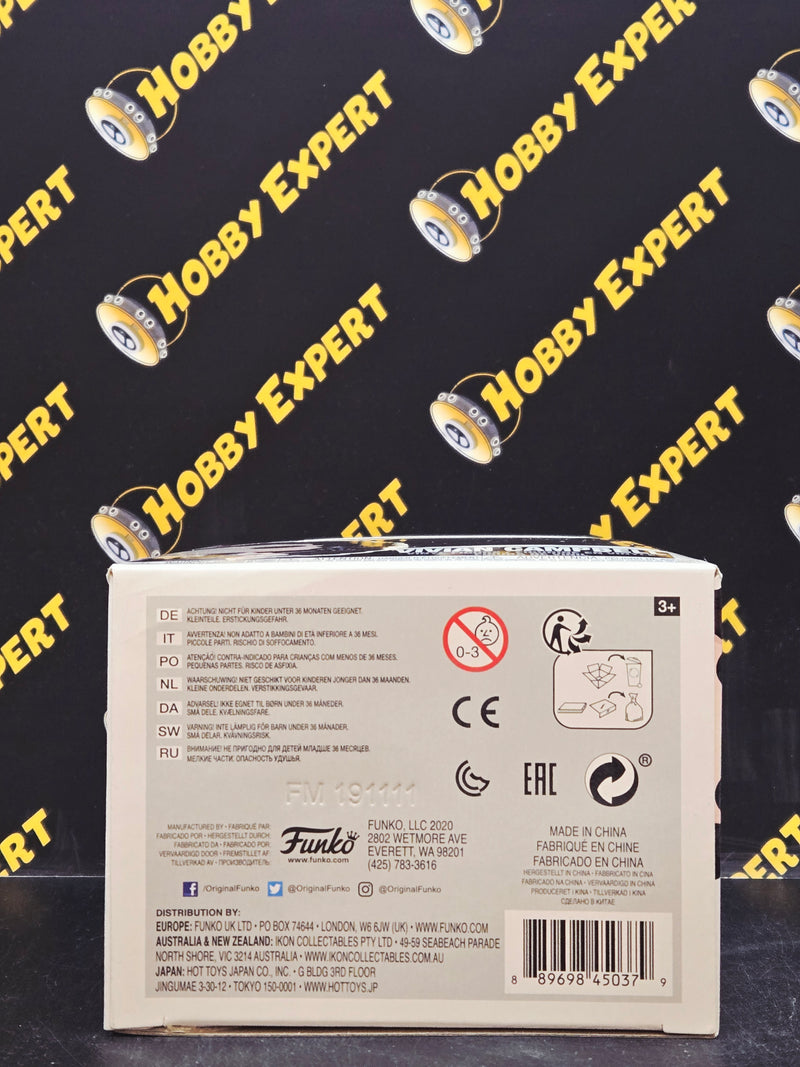 HOBBY EXPERT
HOBBY EXPERT
HOBBY EXPERT
PERT
HOBBY EXPERT
HOBBY EXPERT
PERT
HOBBY EXPERT
PERT
EXPERT
3+
DE ACHTUNG! NICHT FÜR KINDER UNTER 36 MONATEN GEEIGNET.
KLEINTEILE. ERSTICKUNGSGEFAHR.
IT AVVERTENZA! NON ADATTO A BAMBINI DI ETÀ INFERIORE A 36 MESI.
PICCOLE PARTI. RISCHIO DI SOFFOCAMENTO.
PO ATENÇÃO! CONTRA-INDICADO PARA CRIANÇAS COM MENOS DE 36 MESES.
PEQUENAS PARTES. RISCO DE ASFIXIA.
NL WAARSCHUWING! NIET GESCHIKT VOOR KINDEREN JONGER DAN 36 MAANDEN.
KLEINE ONDERDELEN. VERSTIKKINGSGEVAAR.
DA ADVARSEL! IKKE EGNET TIL BØRN UNDER 36 MÅNEDER.
SMÅ DELE. KVÆLNINGSFARE.
SW VARNING! INTE LÄMPLIG FÖR BARN UNDER 36 MÅNADER.
SMÅ DELAR. KVÄVNINGSRISK.
RU ВНИМАНИЕ! НЕ ПРИГОДНО ДЛЯ ДЕТЕЙ МЛАДШЕ 36 МЕСЯЦЕВ.
МЕЛКИЕ ЧАСТИ. ОПАСНОСТЬ УДУШЬЯ.
0-3
CE
EAC
®
FM 191111
MANUFACTURED BY • FABRIQUÉ PAR
FABRICADO POR • HERGESTELLT DURCH:
FABBRICATO DA • FABRICADO POR:
VERVAARDIGD DOOR • FREMSTILLET AF:
TILLVERKAD AV • ПРОИЗВОДИТЕЛЬ:
Funko
www.funko.com
FUNKO, LLC 2020
2802 WETMORE AVE
EVERETT, WA 98201
(425) 783-3616
MADE IN CHINA
FABRIQUÉ EN CHINE
FABRICADO EN CHINA
HERGESTELLT IN CHINA • FABBRICATO IN CINA
FABRICADO NA CHINA • VERVAARDIGD IN CHINA
PRODUCERET I KINA • TILLVERKAD I KINA
СДЕЛАНО В КИТАЕ
/OriginalFunko @OriginalFunko @OriginalFunko
DISTRIBUTION BY:
EUROPE: FUNKO UK LTD • PO BOX 74644 • LONDON, W6 6JW (UK) • WWW.FUNKO.COM
AUSTRALIA & NEW ZEALAND: IKON COLLECTABLES PTY LTD • 49-59 SEABEACH PARADE
NORTH SHORE, VIC 3214 AUSTRALIA • WWW.IKONCOLLECTABLES.COM.AU
JAPAN: HOT TOYS JAPAN CO., INC. • G BLDG 3RD FLOOR
JINGUMAE 3-30-12 • TOKYO 150-0001 • WWW.HOTTOYS.JP
8 89698 45037 9